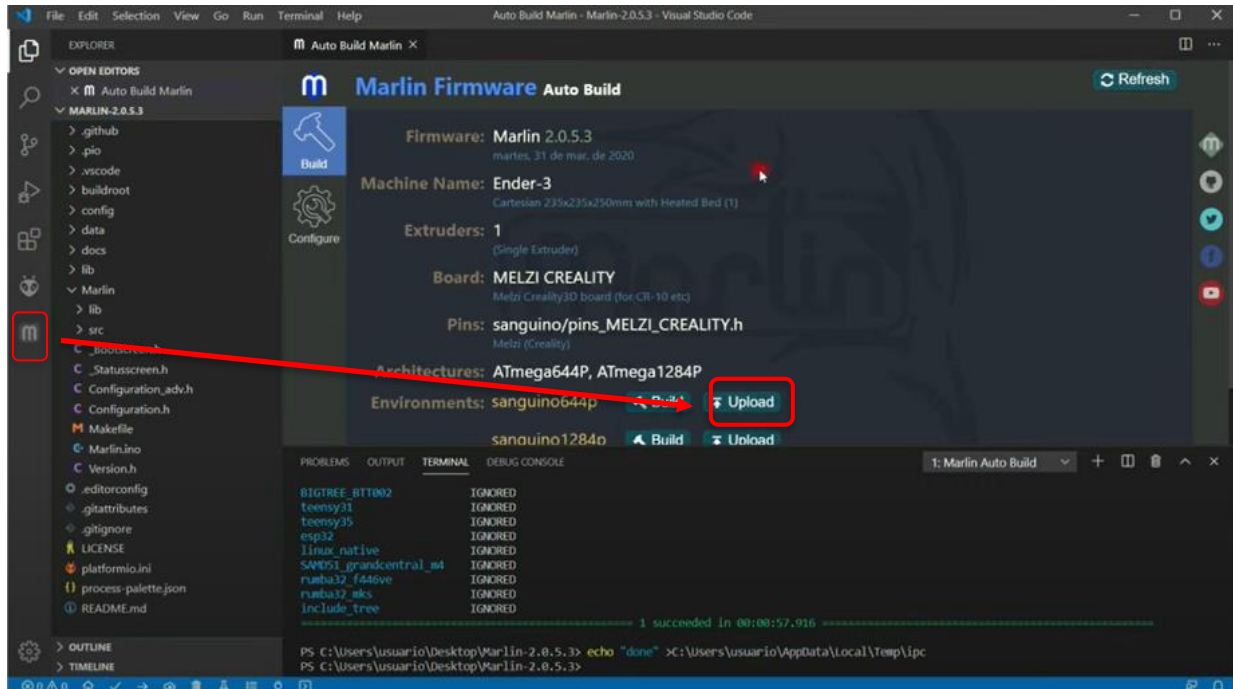 File Edit Selection View Go Run Terminal Help Auto Build Marlin - Marlin-2.0.5.3 - Visual Studio Code
EXPLORER
OPEN EDITORS
Auto Build Marlin
MARLIN-2.0.5.3
.github
.pio
.vscode
buildroot
config
data
docs
lib
Marlin
lib
src
_Bootscreen.h
_Statusscreen.h
Configuration_adv.h
Configuration.h
Makefile
Marlin.ino
Version.h
.editorconfig
.gitattributes
.gitignore
LICENSE
platformio.ini
process-palette.json
README.md
OUTLINE
TIMELINE
Auto Build Marlin
Marlin Firmware Auto Build
Refresh
Build
Configure
Firmware: Marlin 2.0.5.3
martes, 31 de mar. de 2020
Machine Name: Ender-3
Cartesian 235x235x250mm with Heated Bed (1)
Extruders: 1
(Single Extruder)
Board: MELZI CREALITY
Melzi Creality3D board (for CR-10 etc)
Pins: sanguino/pins_MELZI_CREALITY.h
Melzi (Creality)
Architectures: ATmega644P, ATmega1284P
Environments: sanguino644p Build Upload
sanguino1284p Build Upload
PROBLEMS OUTPUT TERMINAL DEBUG CONSOLE 1: Marlin Auto Build
BIGTREE_BTT002 IGNORED
teensy31 IGNORED
teensy35 IGNORED
esp32 IGNORED
linux_native IGNORED
SAMD51_grandcentral_m4 IGNORED
rumba32_f446ve IGNORED
rumba32_mks IGNORED
include_tree IGNORED
1 succeeded in 00:00:57.916
PS C:\Users\usuario\Desktop\Marlin-2.0.5.3> echo "done" >C:\Users\usuario\AppData\Local\Temp\ipc
PS C:\Users\usuario\Desktop\Marlin-2.0.5.3>